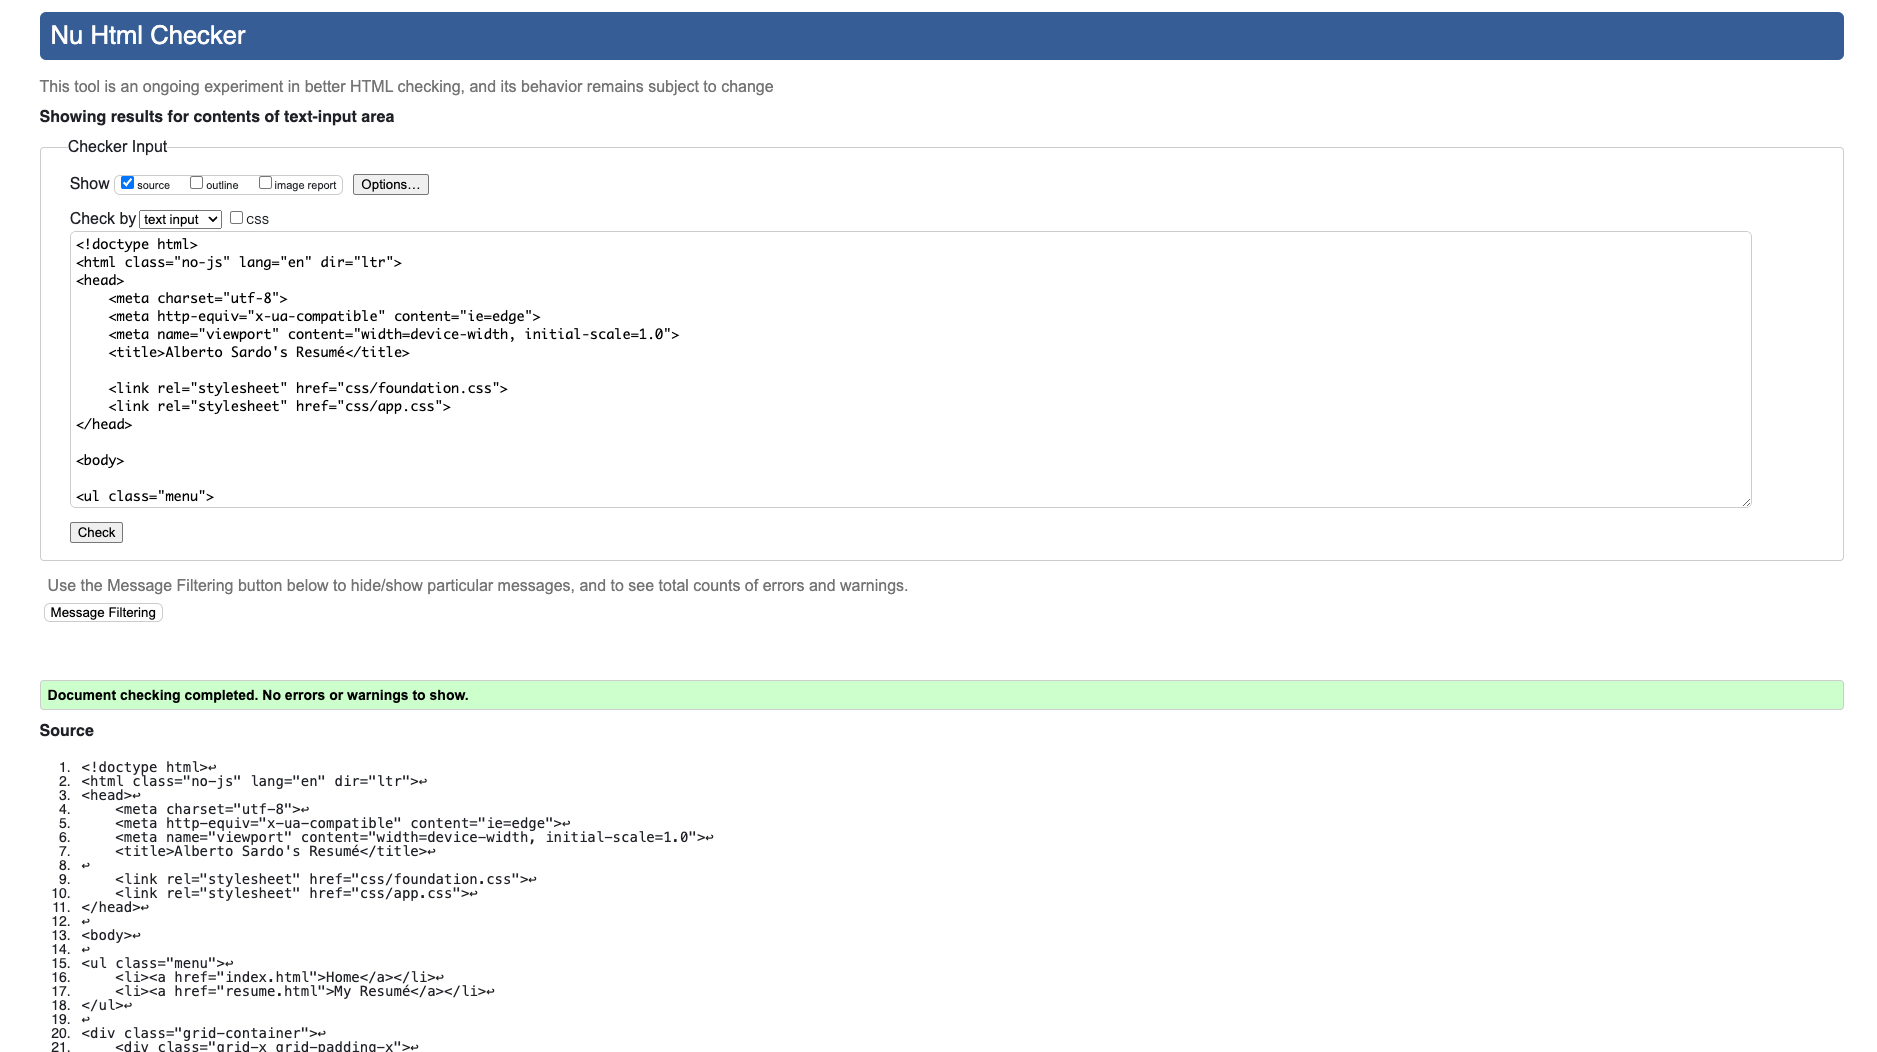 Nu Html Checker
This tool is an ongoing experiment in better HTML checking, and its behavior remains subject to change
Showing results for contents of text-input area
Checker Input
Show source outline image report Options…
Check by text input css
<!doctype html>
<html class="no-js" lang="en" dir="ltr">
<head>
    <meta charset="utf-8">
    <meta http-equiv="x-ua-compatible" content="ie=edge">
    <meta name="viewport" content="width=device-width, initial-scale=1.0">
    <title>Alberto Sardo's Resumé</title>
    <link rel="stylesheet" href="css/foundation.css">
    <link rel="stylesheet" href="css/app.css">
</head>
<body>
<ul class="menu">
Check
Use the Message Filtering button below to hide/show particular messages, and to see total counts of errors and warnings.
Message Filtering
Document checking completed. No errors or warnings to show.
Source
1. <!doctype html>↩
2. <html class="no-js" lang="en" dir="ltr">↩
3. <head>↩
4.     <meta charset="utf-8">↩
5.     <meta http-equiv="x-ua-compatible" content="ie=edge">↩
6.     <meta name="viewport" content="width=device-width, initial-scale=1.0">↩
7.     <title>Alberto Sardo's Resumé</title>↩
8. ↩
9.     <link rel="stylesheet" href="css/foundation.css">↩
10.     <link rel="stylesheet" href="css/app.css">↩
11. </head>↩
12. ↩
13. <body>↩
14. ↩
15. <ul class="menu">↩
16.     <li><a href="index.html">Home</a></li>↩
17.     <li><a href="resume.html">My Resumé</a></li>↩
18. </ul>↩
19. ↩
20. <div class="grid-container">↩
21.     <div class="grid-x grid-padding-x">↩